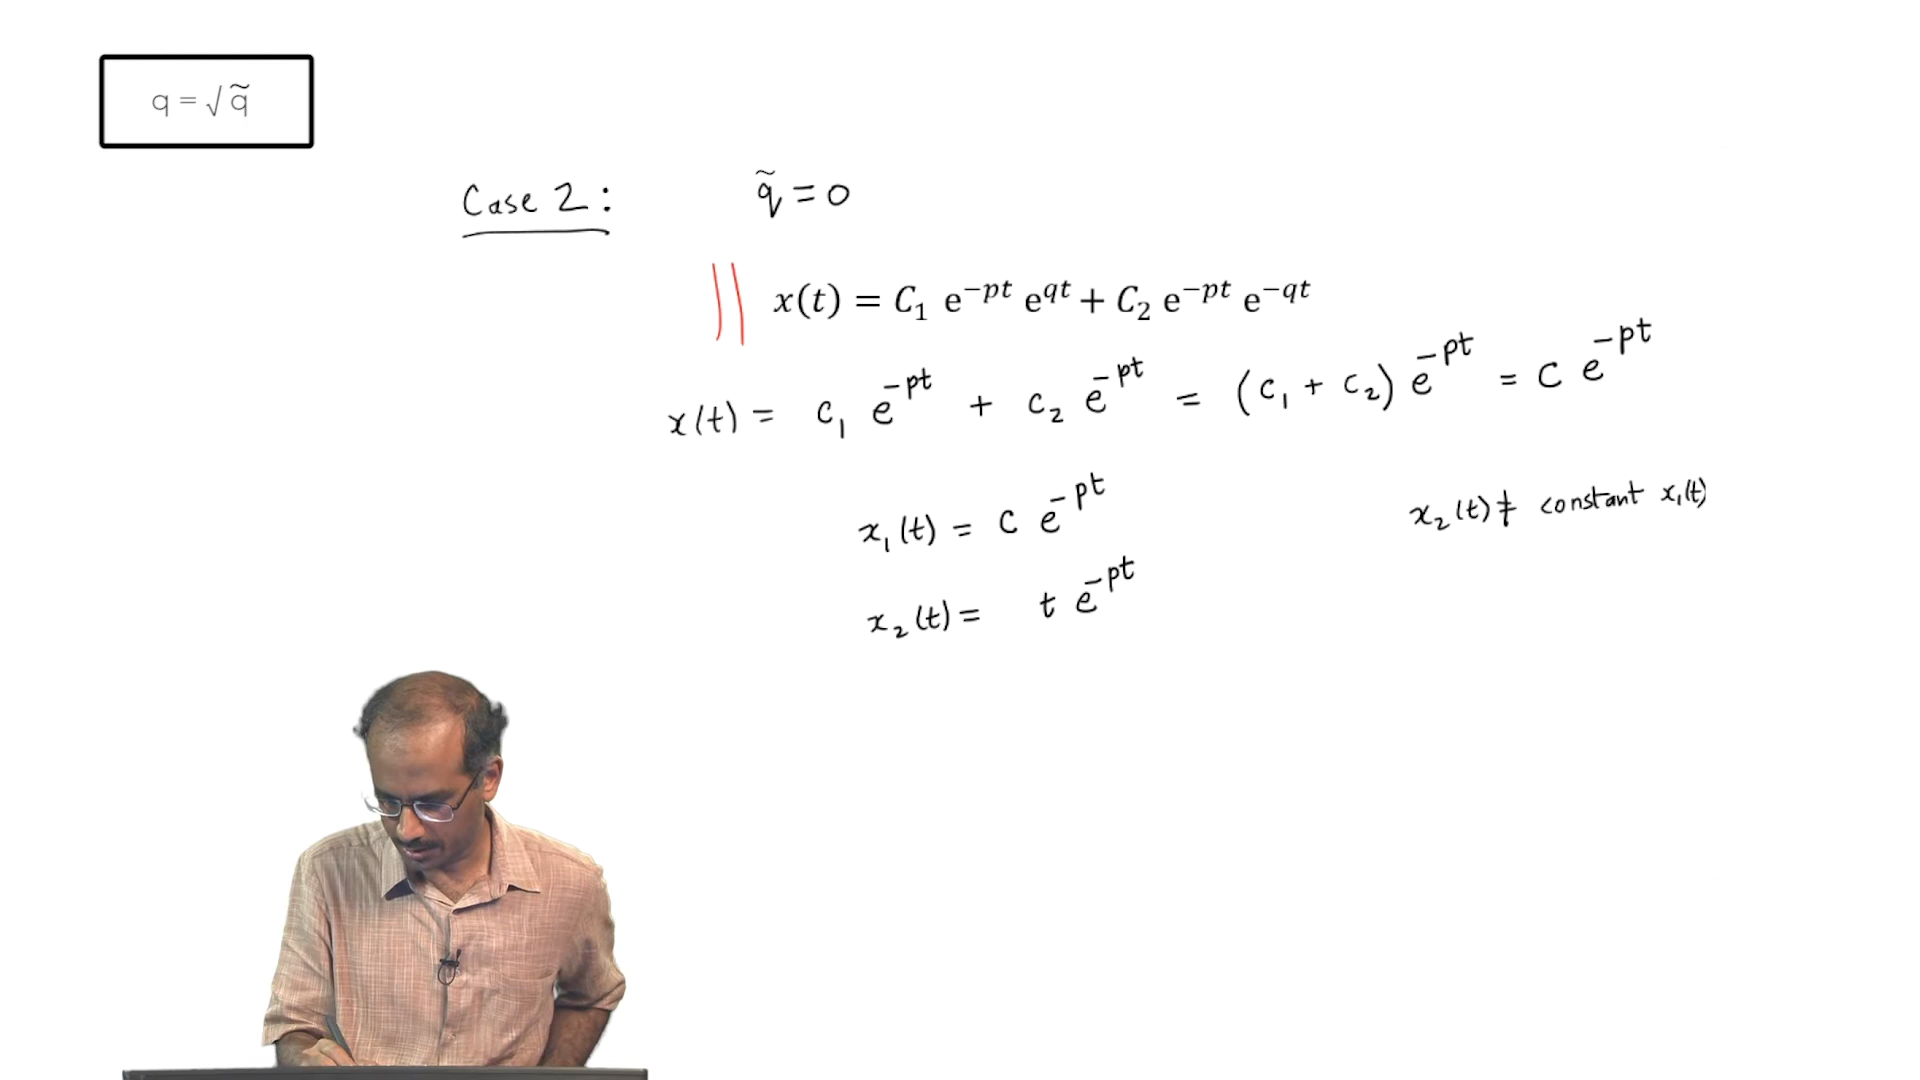 q = √q̃
Case 2: q̃ = 0
x(t) = C₁ e⁻ᵖᵗ e^qt + C₂ e⁻ᵖᵗ e^−qt
x(t) = c₁ e^−pt + c₂ e^−pt = (c₁ + c₂) e^−pt = c e^−pt
x₁(t) = c e^−pt
x₂(t) ≠ constant x₁(t)
x₂(t) = t e^−pt